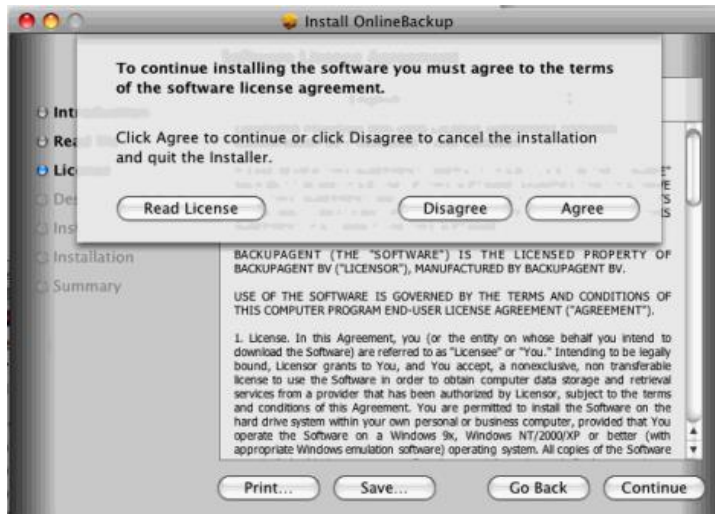 Install OnlineBackup
To continue installing the software you must agree to the terms
of the software license agreement.
Click Agree to continue or click Disagree to cancel the installation
and quit the Installer.
Read License
Disagree
Agree
Int
Rea
Lic
Des
Ins
Installation
Summary
BACKUPAGENT (THE "SOFTWARE") IS THE LICENSED PROPERTY OF
BACKUPAGENT BV ("LICENSOR"), MANUFACTURED BY BACKUPAGENT BV.
USE OF THE SOFTWARE IS GOVERNED BY THE TERMS AND CONDITIONS OF
THIS COMPUTER PROGRAM END-USER LICENSE AGREEMENT ("AGREEMENT").
1. License. In this Agreement, you (or the entity on whose behalf you intend to
download the Software) are referred to as "Licensee" or "You." Intending to be legally
bound, Licensor grants to You, and You accept, a nonexclusive, non transferable
license to use the Software in order to obtain computer data storage and retrieval
services from a provider that has been authorized by Licensor, subject to the terms
and conditions of this Agreement. You are permitted to install the Software on the
hard drive system within your own personal or business computer, provided that You
operate the Software on a Windows 9x, Windows NT/2000/XP or better (with
appropriate Windows emulation software) operating system. All copies of the Software
Print...
Save...
Go Back
Continue